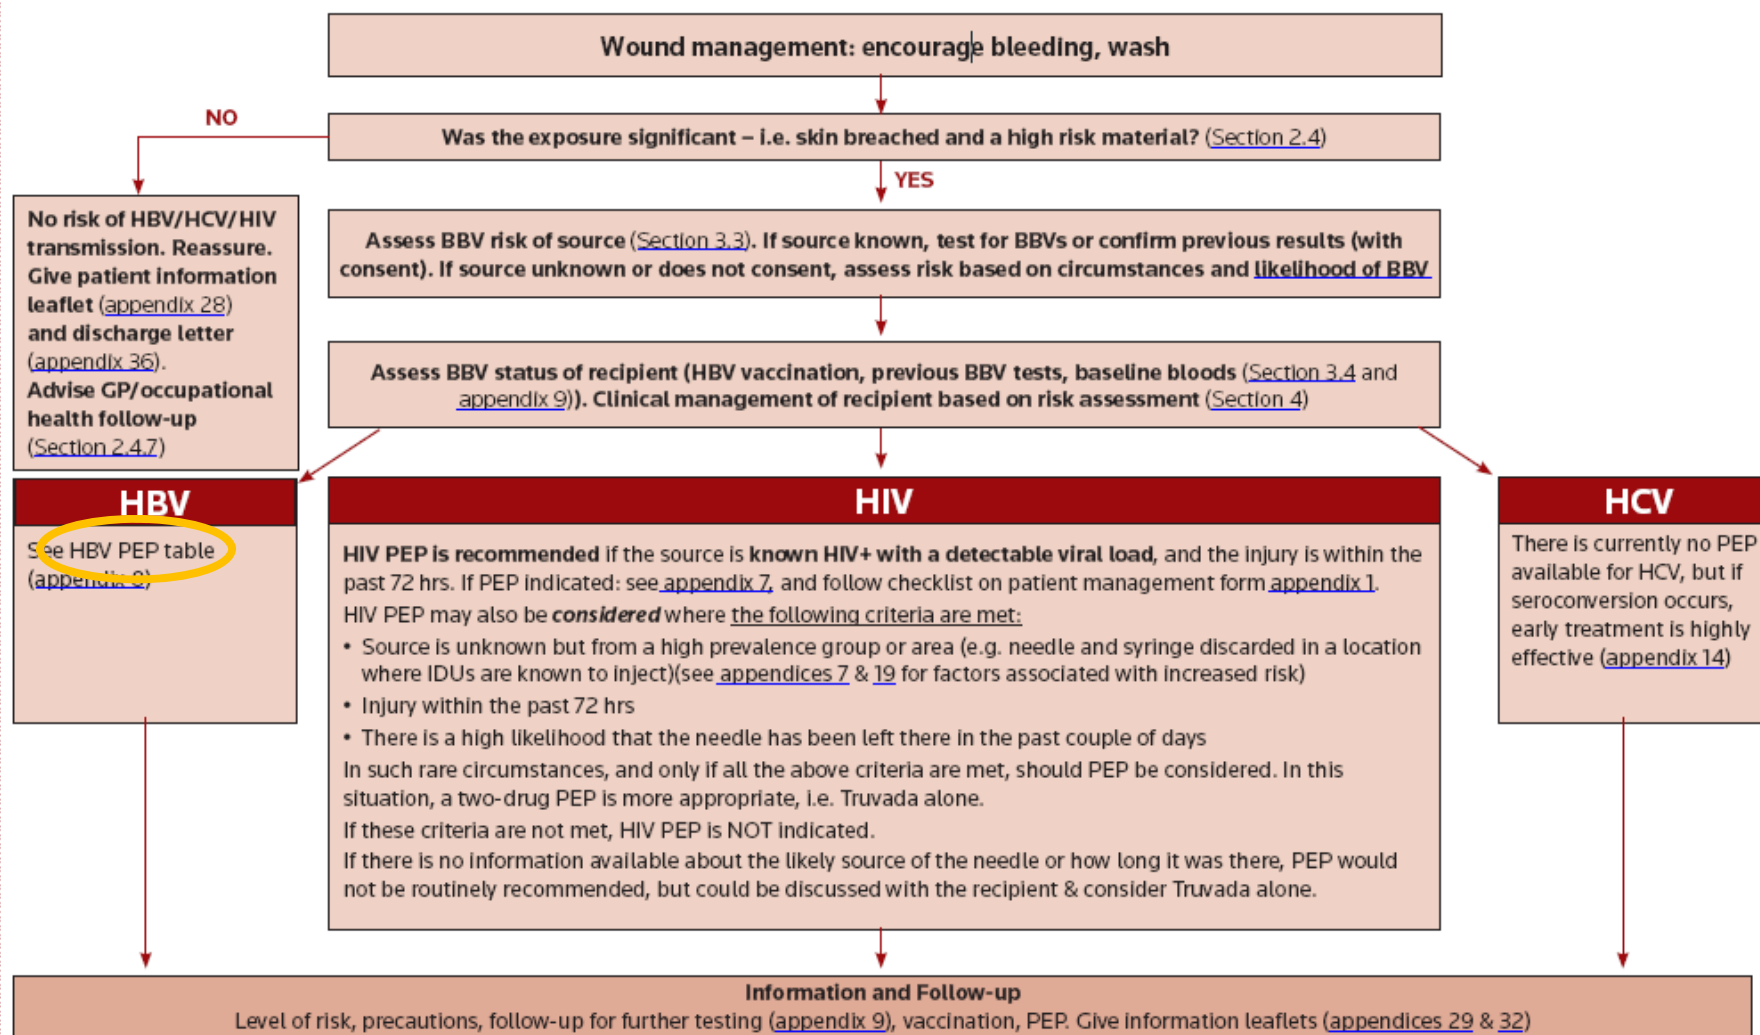 Wound management: encourage bleeding, wash
NO
Was the exposure significant – i.e. skin breached and a high risk material? (Section 2.4)
YES
No risk of HBV/HCV/HIV
transmission. Reassure.
Give patient information
leaflet (appendix 28)
and discharge letter
(appendix 36).
Advise GP/occupational
health follow-up
(Section 2.4.7)
Assess BBV risk of source (Section 3.3). If source known, test for BBVs or confirm previous results (with
consent). If source unknown or does not consent, assess risk based on circumstances and likelihood of BBV
Assess BBV status of recipient (HBV vaccination, previous BBV tests, baseline bloods (Section 3.4 and
appendix 9)). Clinical management of recipient based on risk assessment (Section 4)
HBV
See HBV PEP table
(appendix 8)
HIV
HIV PEP is recommended if the source is known HIV+ with a detectable viral load, and the injury is within the
past 72 hrs. If PEP indicated: see appendix 7, and follow checklist on patient management form appendix 1.
HIV PEP may also be considered where the following criteria are met:
• Source is unknown but from a high prevalence group or area (e.g. needle and syringe discarded in a location
where IDUs are known to inject)(see appendices 7 & 19 for factors associated with increased risk)
• Injury within the past 72 hrs
• There is a high likelihood that the needle has been left there in the past couple of days
In such rare circumstances, and only if all the above criteria are met, should PEP be considered. In this
situation, a two-drug PEP is more appropriate, i.e. Truvada alone.
If these criteria are not met, HIV PEP is NOT indicated.
If there is no information available about the likely source of the needle or how long it was there, PEP would
not be routinely recommended, but could be discussed with the recipient & consider Truvada alone.
HCV
There is currently no PEP
available for HCV, but if
seroconversion occurs,
early treatment is highly
effective (appendix 14)
Information and Follow-up
Level of risk, precautions, follow-up for further testing (appendix 9), vaccination, PEP. Give information leaflets (appendices 29 & 32)